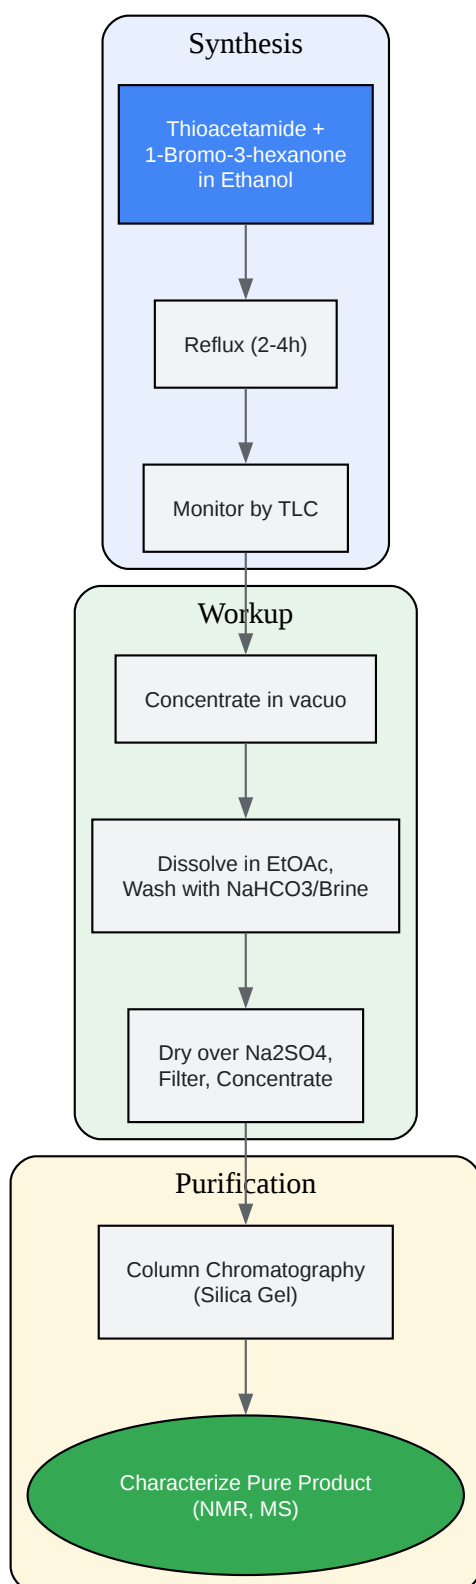 Synthesis
Thioacetamide +
1-Bromo-3-hexanone
in Ethanol
Reflux (2-4h)
Monitor by TLC
Workup
Concentrate in vacuo
Dissolve in EtOAc,
Wash with NaHCO3/Brine
Dry over Na2SO4,
Filter, Concentrate
Purification
Column Chromatography
(Silica Gel)
Characterize Pure Product
(NMR, MS)